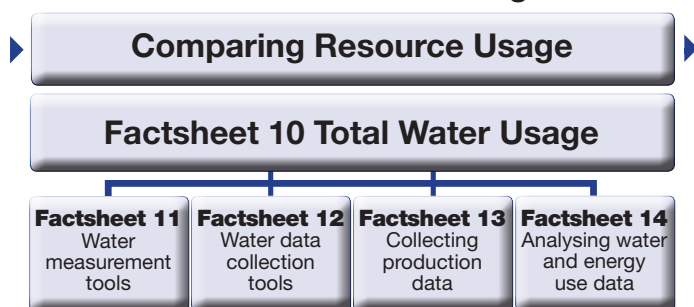 Comparing Resource Usage
Factsheet 10 Total Water Usage
Factsheet 11
Water
measurement
tools
Factsheet 12
Water data
collection
tools
Factsheet 13
Collecting
production
data
Factsheet 14
Analysing water
and energy
use data